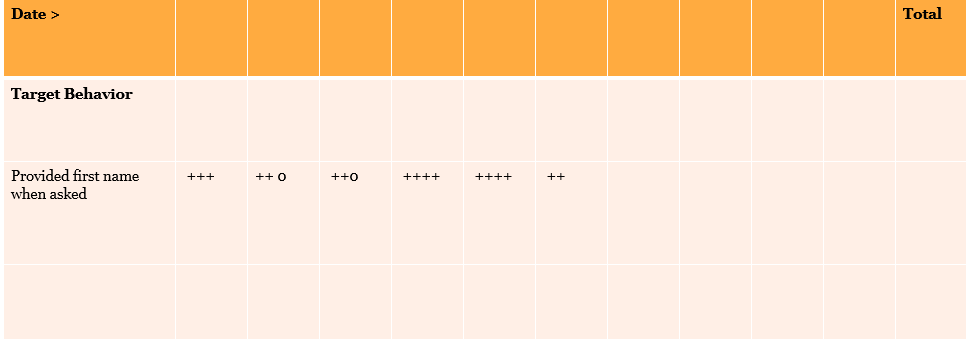 Date > Total
Target Behavior
Provided first name +++ ++ o ++o ++++ ++++ ++
when asked